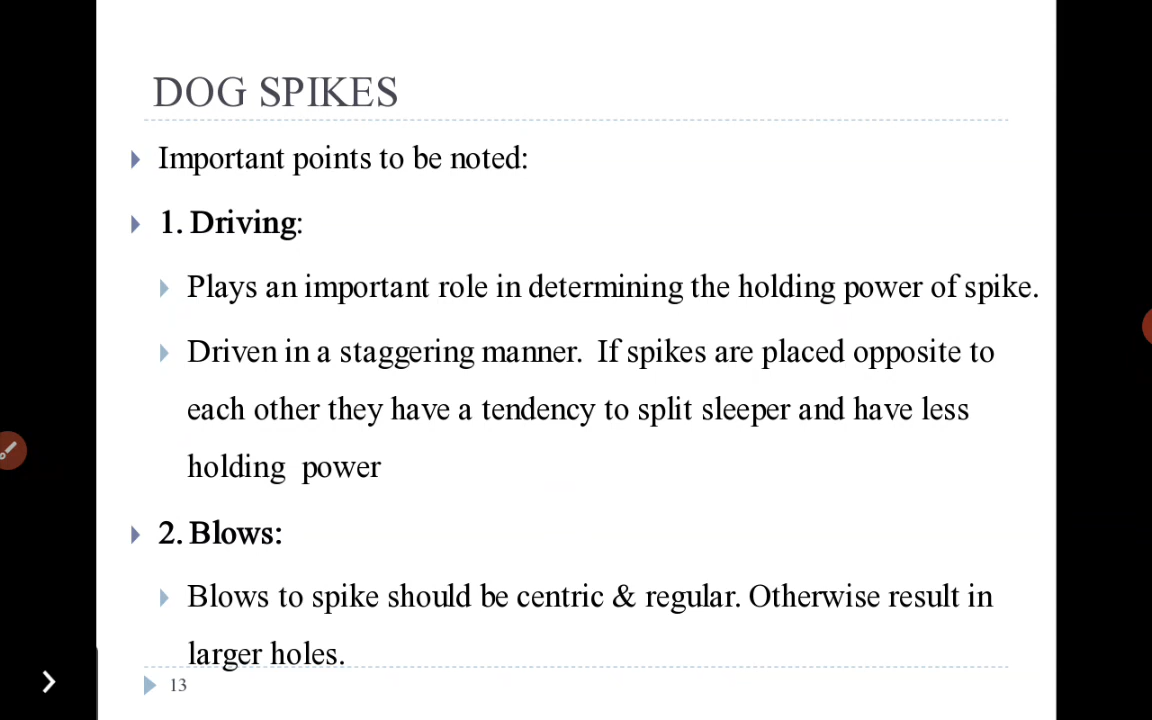 DOG SPIKES
Important points to be noted:
1. Driving:
Plays an important role in determining the holding power of spike.
Driven in a staggering manner. If spikes are placed opposite to
each other they have a tendency to split sleeper and have less
holding power
2. Blows:
Blows to spike should be centric & regular. Otherwise result in
larger holes.
13